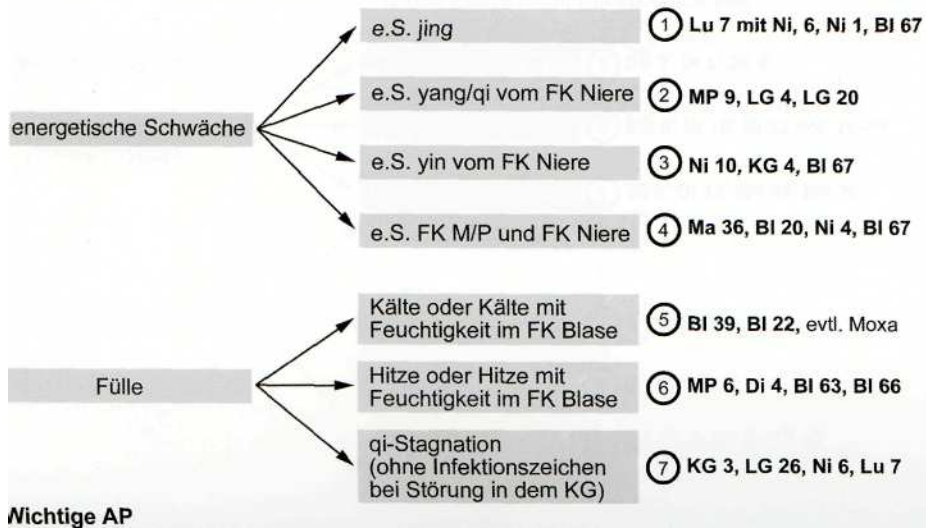 e.S. jing
① Lu 7 mit Ni, 6, Ni 1, Bl 67
energetische Schwäche
e.S. yang/qi vom FK Niere
② MP 9, LG 4, LG 20
e.S. yin vom FK Niere
③ Ni 10, KG 4, Bl 67
e.S. FK M/P und FK Niere
④ Ma 36, Bl 20, Ni 4, Bl 67
Fülle
Kälte oder Kälte mit
Feuchtigkeit im FK Blase
⑤ Bl 39, Bl 22, evtl. Moxa
Hitze oder Hitze mit
Feuchtigkeit im FK Blase
⑥ MP 6, Di 4, Bl 63, Bl 66
qi-Stagnation
(ohne Infektionszeichen
bei Störung in dem KG)
⑦ KG 3, LG 26, Ni 6, Lu 7
Wichtige AP